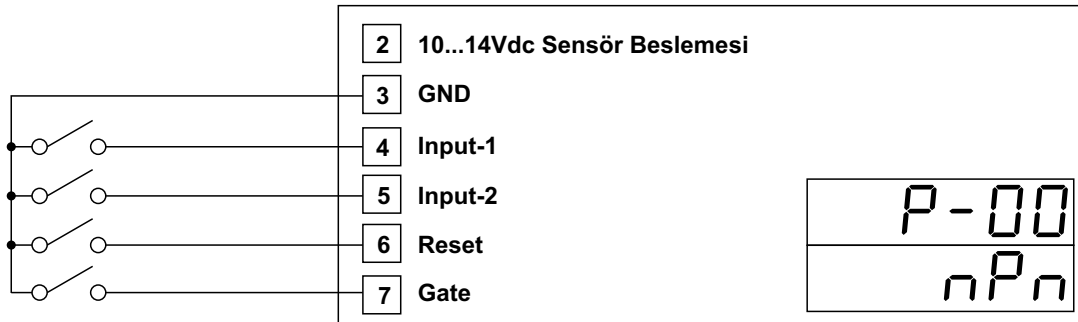 2 10...14Vdc Sensör Beslemesi
3 GND
4 Input-1
5 Input-2
6 Reset
7 Gate
P-00
nPn